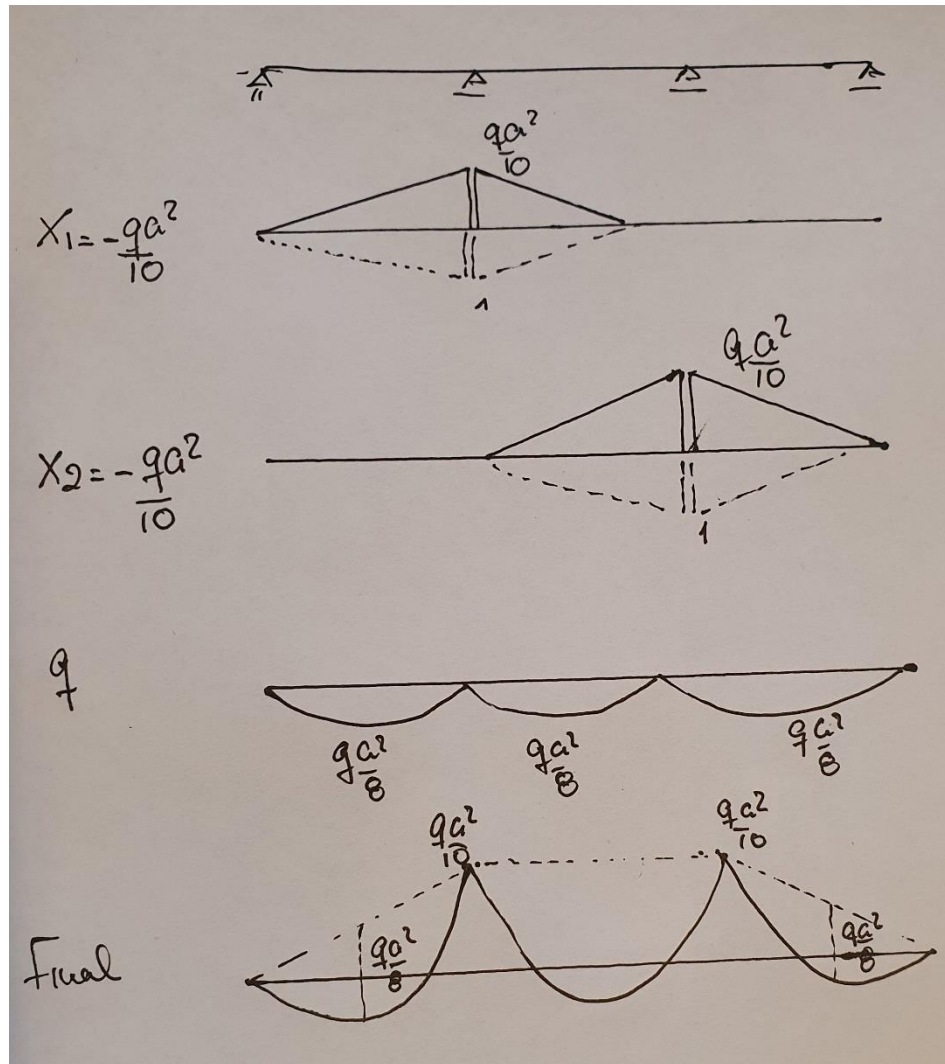 qa²/10
X₁ = -qa²/10
1
qa²/10
X2 = -qa²/10
1
q
qa²/8 qa²/8 qa²/8
qa²/10 qa²/10
qa²/8 qa²/8
Final